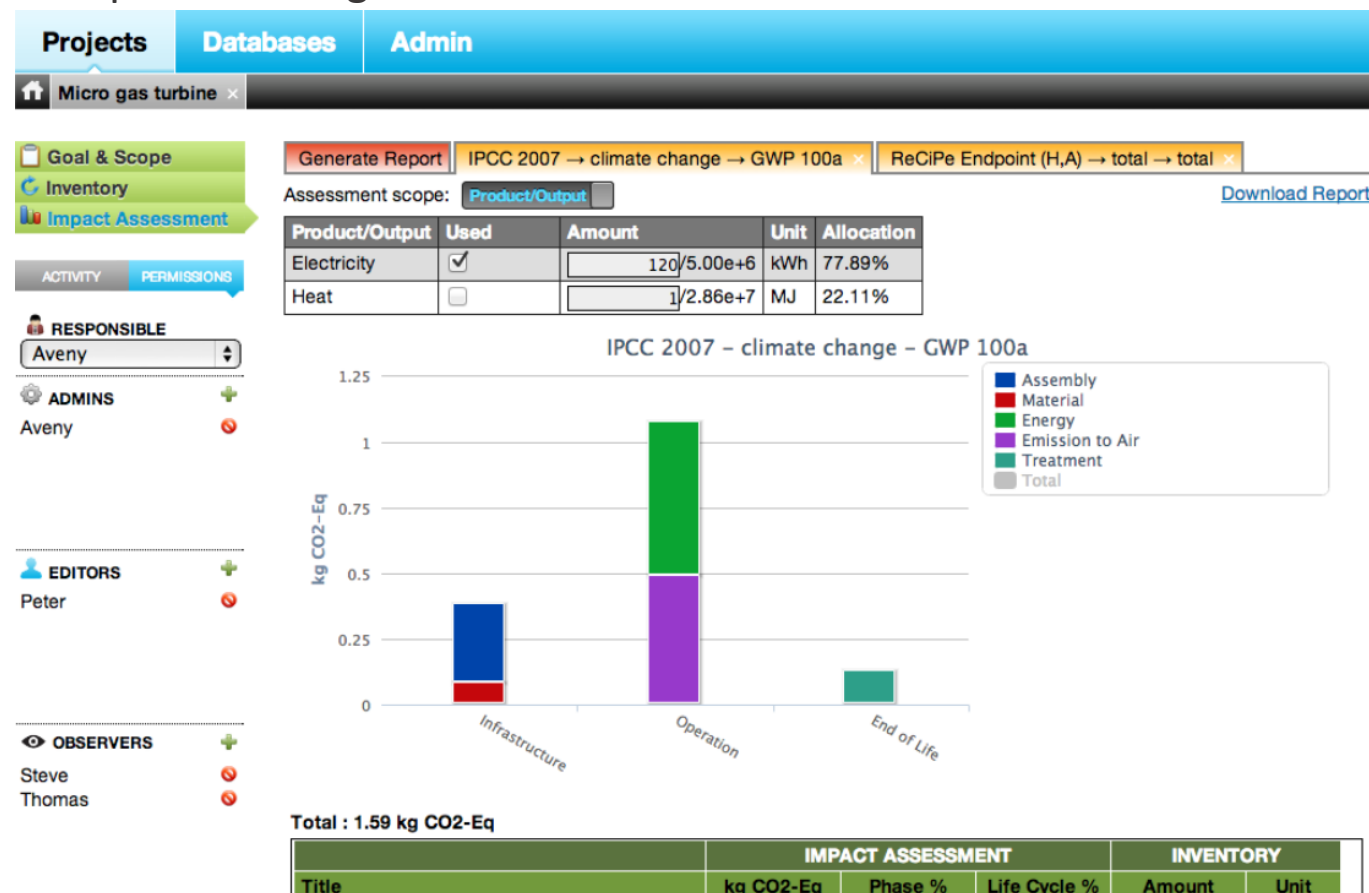 Projects Databases Admin
Micro gas turbine ×
Goal & Scope
Inventory
Impact Assessment
ACTIVITY PERMISSIONS
RESPONSIBLE
Aveny
ADMINS
Aveny
EDITORS
Peter
OBSERVERS
Steve
Thomas
Generate Report IPCC 2007 → climate change → GWP 100a × ReCiPe Endpoint (H,A) → total → total ×
Assessment scope: Product/Output Download Report
Product/Output Used Amount Unit Allocation
Electricity 120/5.00e+6 kWh 77.89%
Heat 1/2.86e+7 MJ 22.11%
IPCC 2007 – climate change – GWP 100a
1.25
1
0.75
0.5
0.25
0
kg CO2-Eq
Infrastructure Operation End of Life
Assembly
Material
Energy
Emission to Air
Treatment
Total
Total : 1.59 kg CO2-Eq
IMPACT ASSESSMENT INVENTORY
Title kg CO2-Eq Phase % Life Cycle % Amount Unit